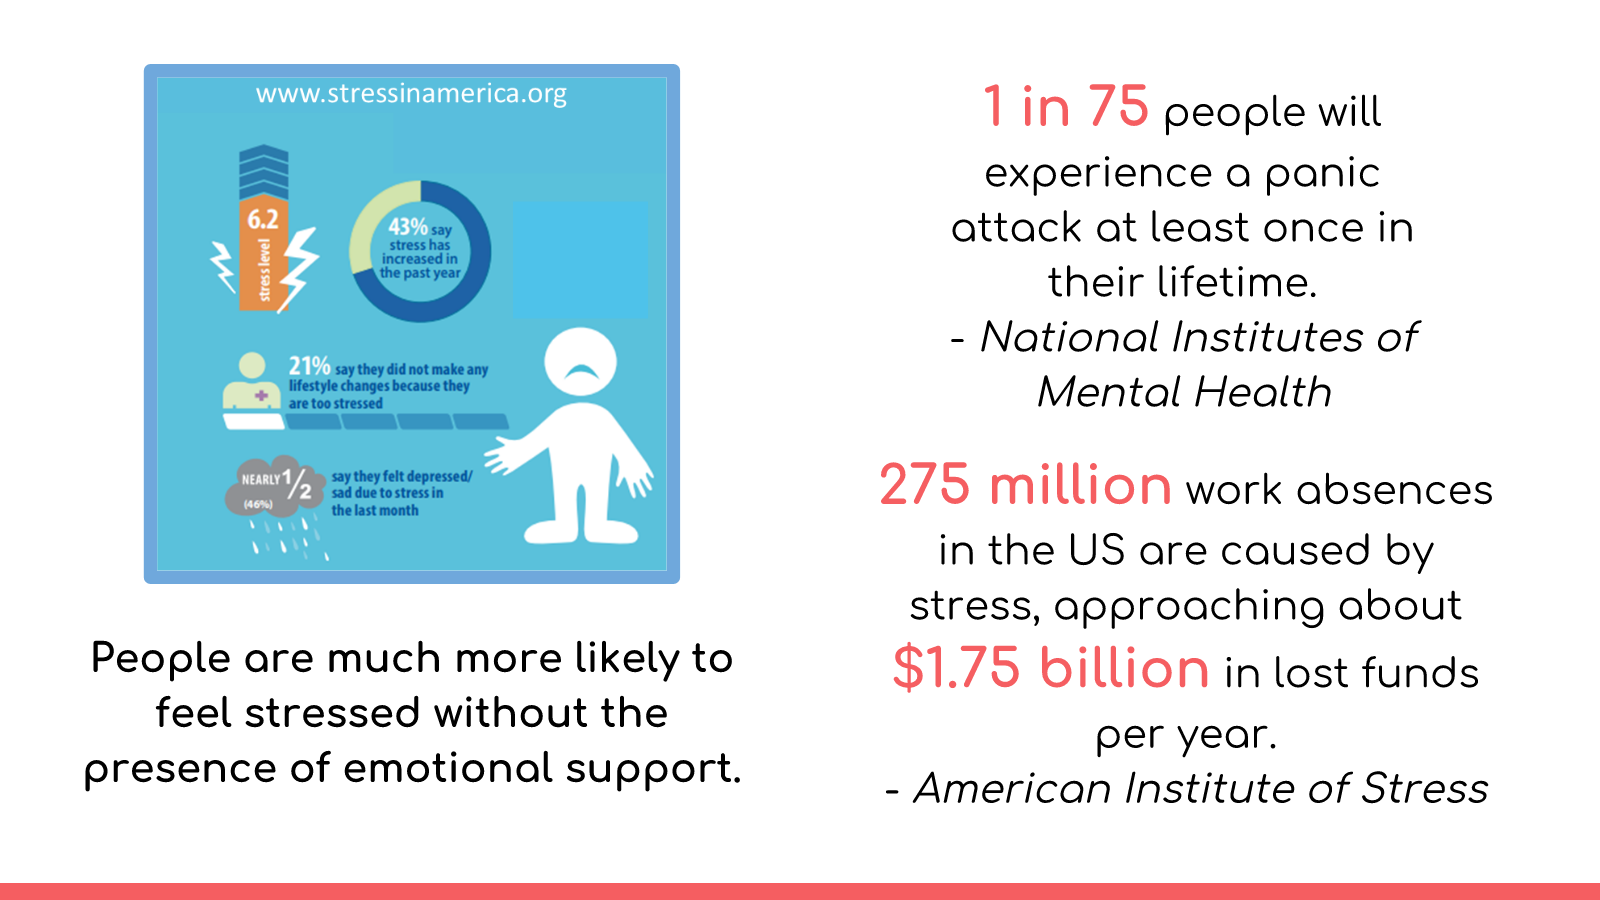 www.stressinamerica.org
6.2
stress level
43% say
stress has
increased in
the past year
21% say they did not make any
lifestyle changes because they
are too stressed
NEARLY 1/2
(46%)
say they felt depressed/
sad due to stress in
the last month
People are much more likely to
feel stressed without the
presence of emotional support.
1 in 75 people will
experience a panic
attack at least once in
their lifetime.
- National Institutes of
Mental Health
275 million work absences
in the US are caused by
stress, approaching about
$1.75 billion in lost funds
per year.
- American Institute of Stress